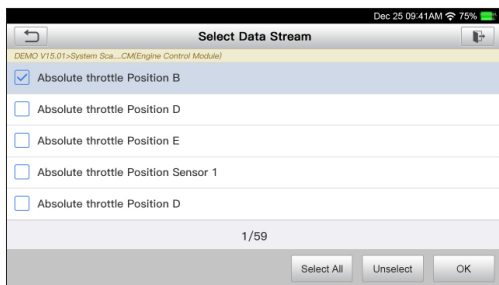 Dec 25 09:41AM 75%
Select Data Stream
DEMO V15.01>System Sca....CM(Engine Control Module)
Absolute throttle Position B
Absolute throttle Position D
Absolute throttle Position E
Absolute throttle Position Sensor 1
Absolute throttle Position D
1/59
Select All Unselect OK